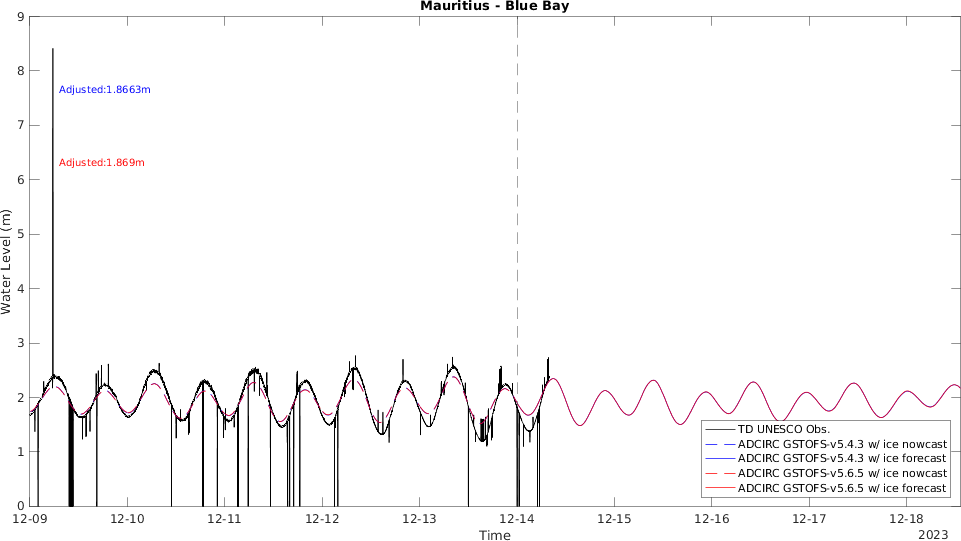 Mauritius - Blue Bay
9
8
7
6
5
4
3
2
1
0
Water Level (m)
Adjusted:1.8663m
Adjusted:1.869m
TD UNESCO Obs.
ADCIRC GSTOFS-v5.4.3 w/ ice nowcast
ADCIRC GSTOFS-v5.4.3 w/ ice forecast
ADCIRC GSTOFS-v5.6.5 w/ ice nowcast
ADCIRC GSTOFS-v5.6.5 w/ ice forecast
12-09 12-10 12-11 12-12 12-13 12-14 12-15 12-16 12-17 12-18
Time
2023